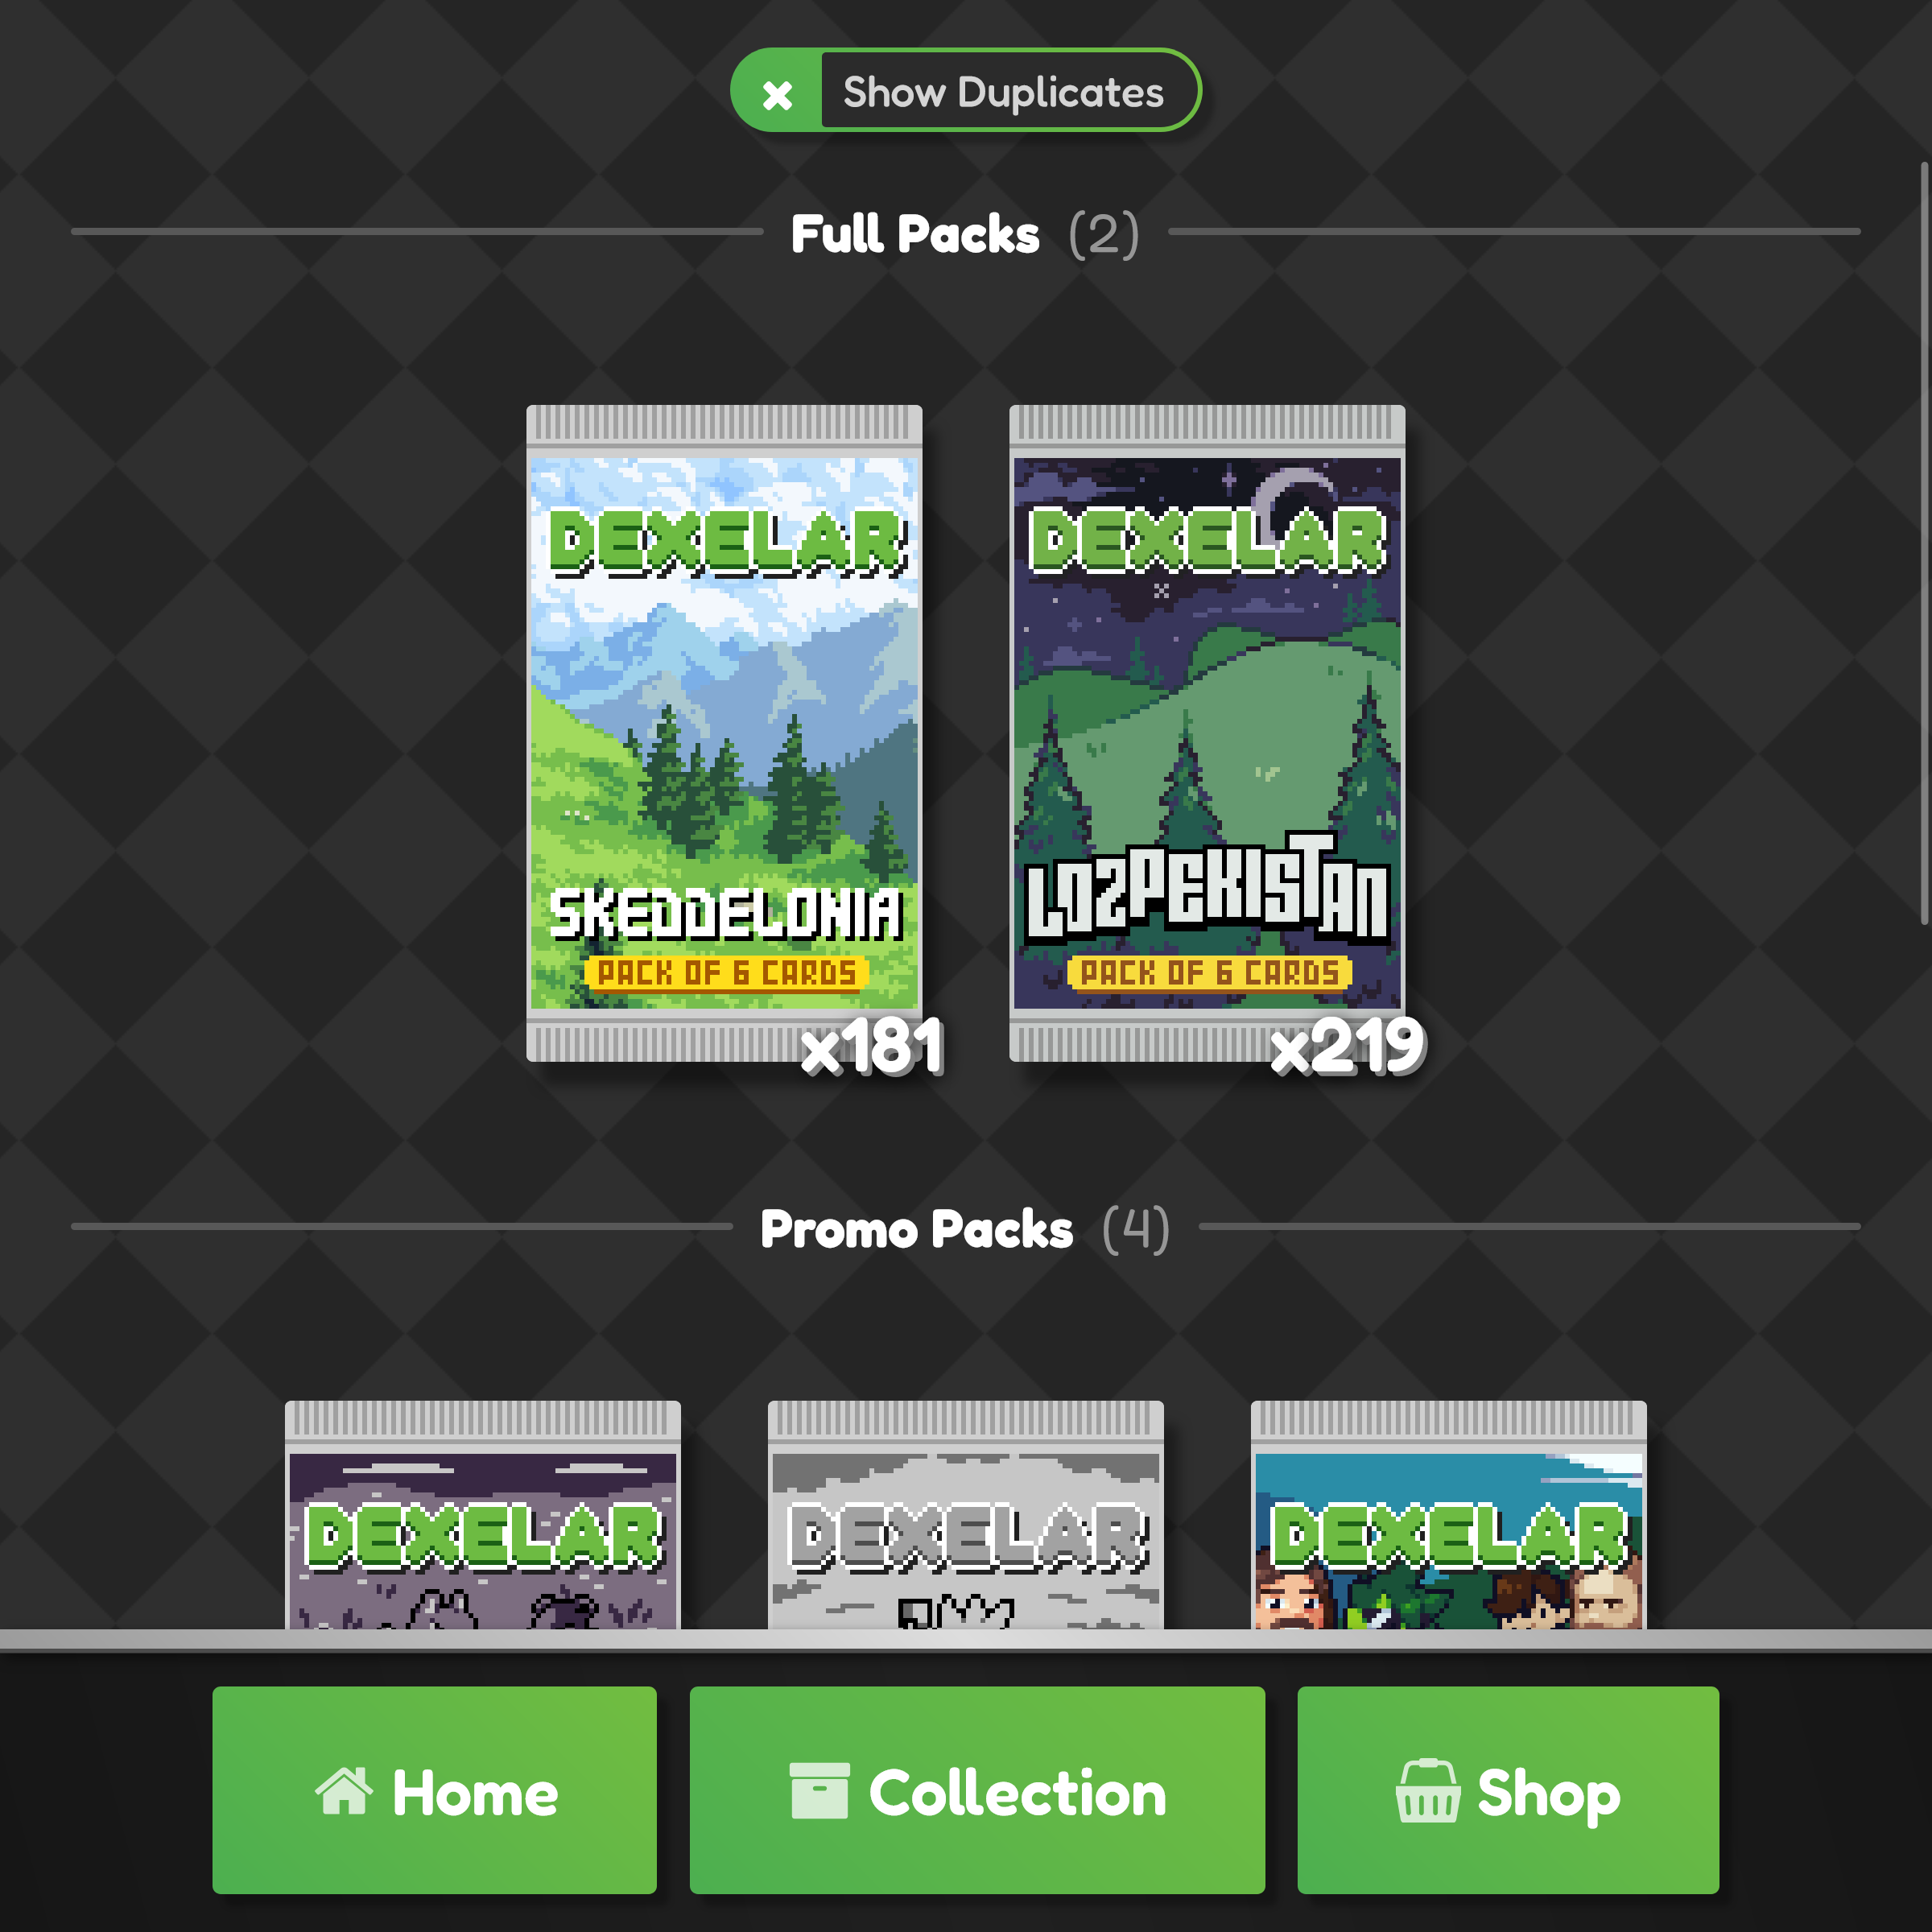 Show Duplicates
Full Packs (2)
DEXELAR
SKEDDELONIA
PACK OF 6 CARDS
x181
DEXELAR
LOZPEKISTAN
PACK OF 6 CARDS
x219
Promo Packs (4)
DEXELAR
DEXELAR
DEXELAR
Home
Collection
Shop